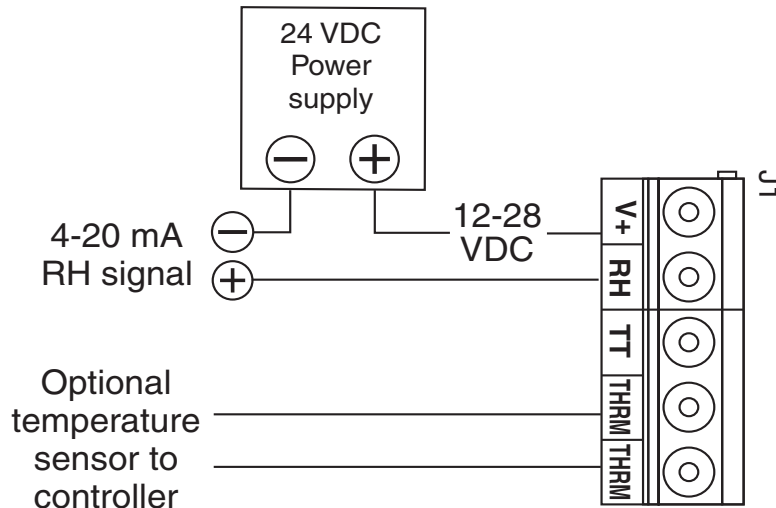 24 VDC
Power
supply
− +
4-20 mA −
RH signal +
12-28
VDC
Optional
temperature
sensor to
controller
V+
RH
TT
THRM
THRM
J1